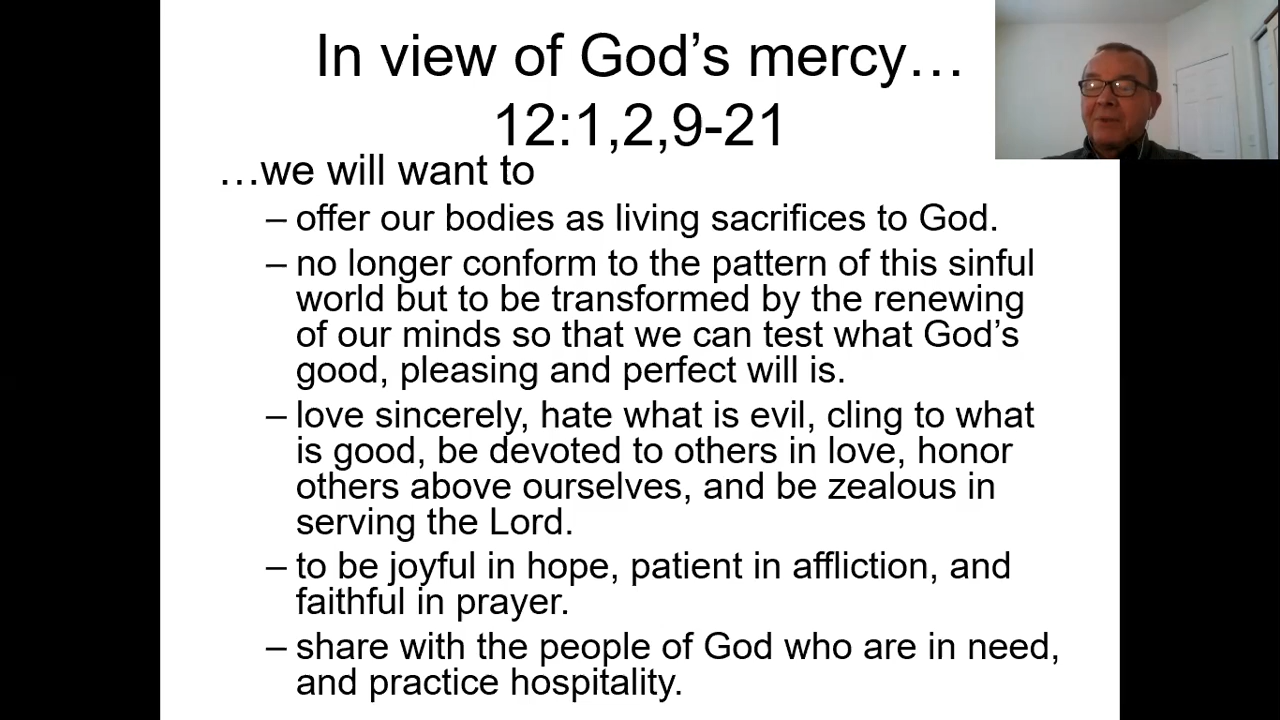 In view of God’s mercy…
12:1,2,9-21
…we will want to
– offer our bodies as living sacrifices to God.
– no longer conform to the pattern of this sinful
world but to be transformed by the renewing
of our minds so that we can test what God’s
good, pleasing and perfect will is.
– love sincerely, hate what is evil, cling to what
is good, be devoted to others in love, honor
others above ourselves, and be zealous in
serving the Lord.
– to be joyful in hope, patient in affliction, and
faithful in prayer.
– share with the people of God who are in need,
and practice hospitality.